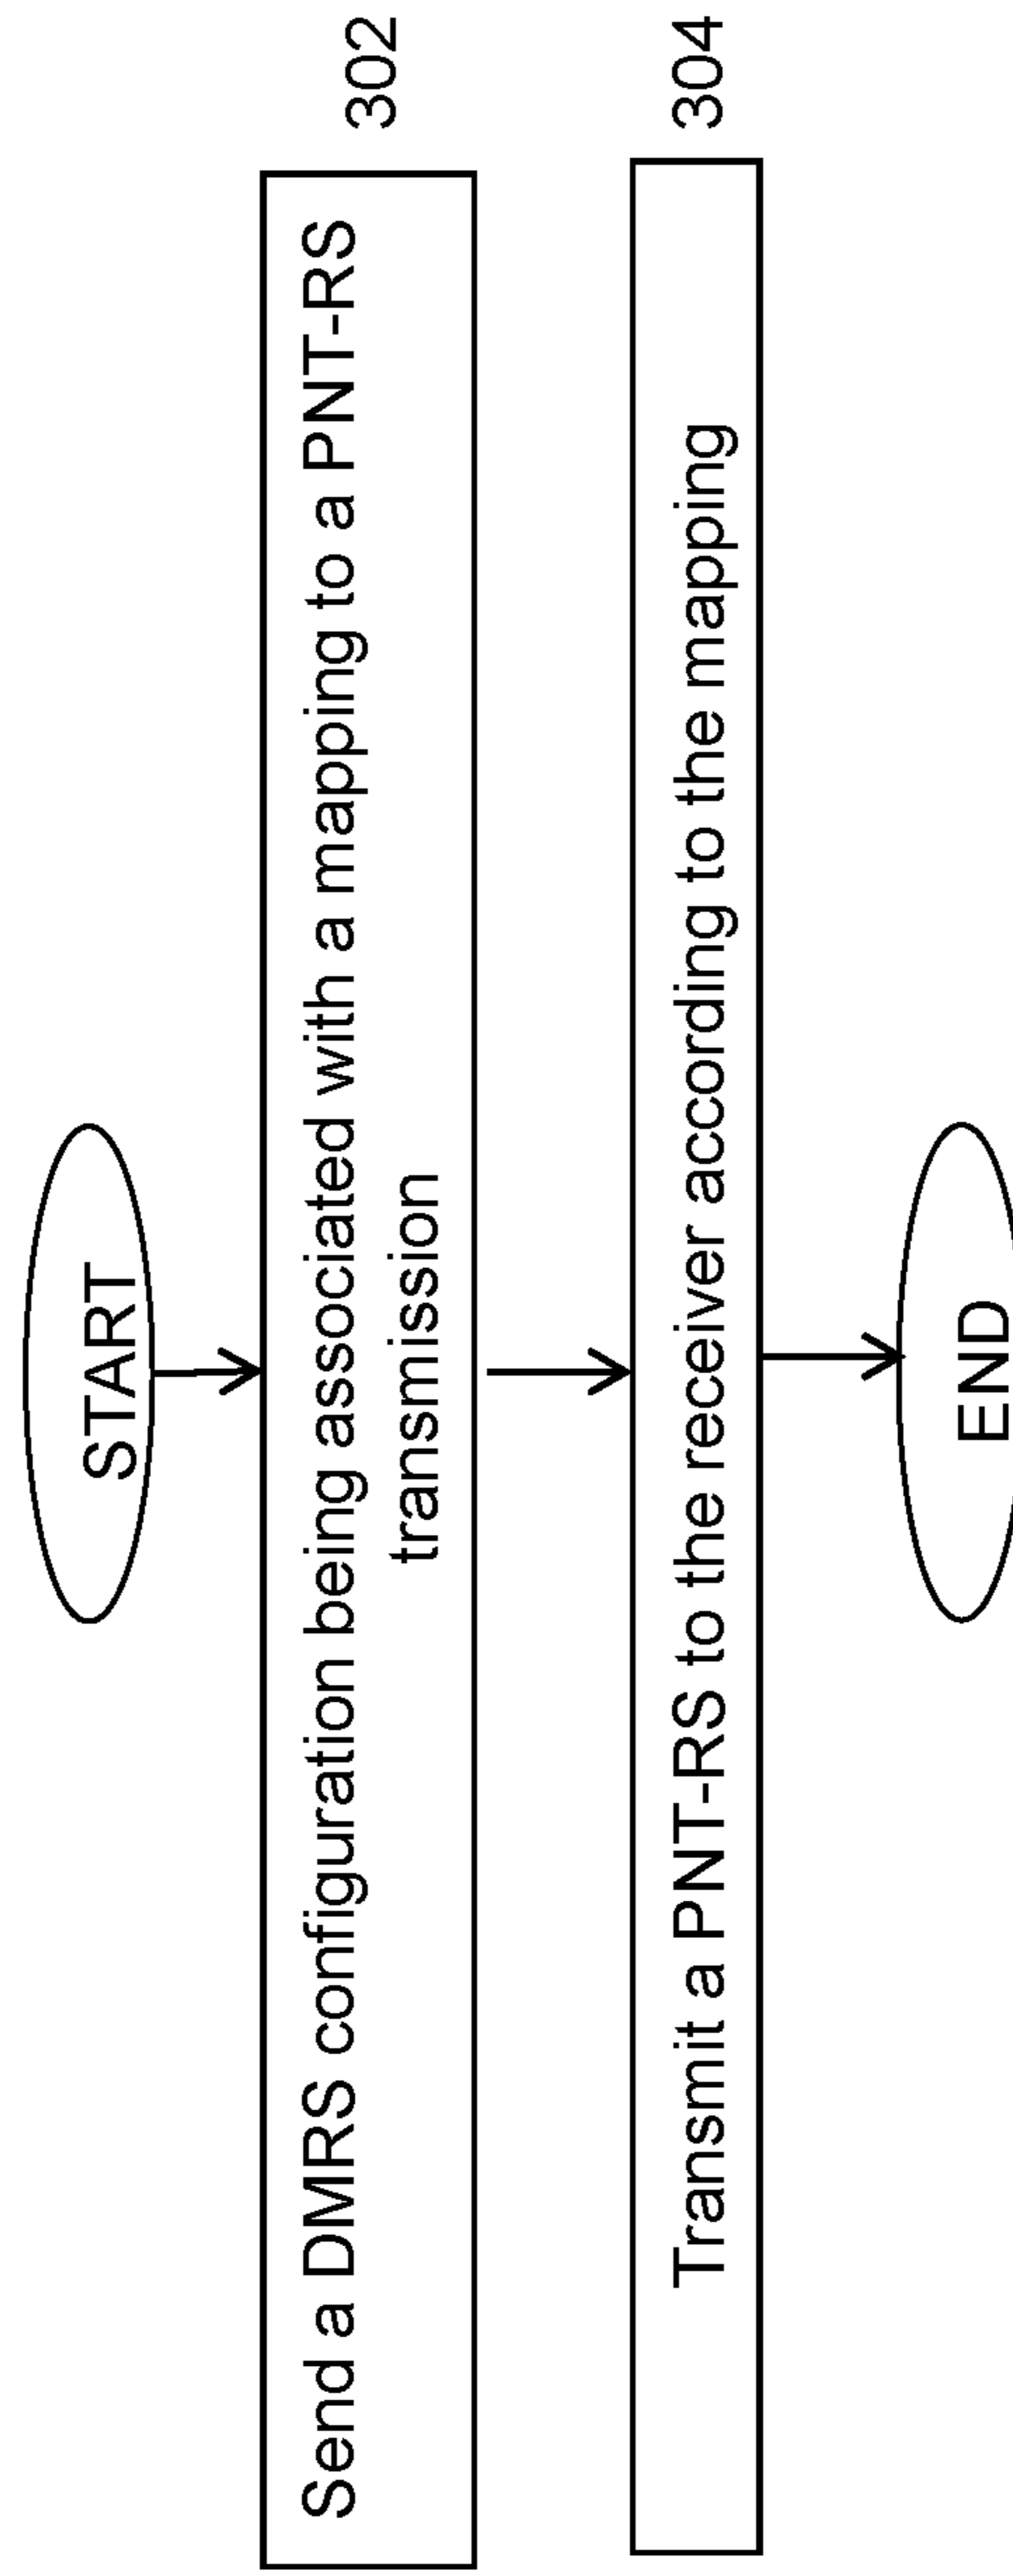 START
Send a DMRS configuration being associated with a mapping to a PNT-RS
transmission
302
Transmit a PNT-RS to the receiver according to the mapping
304
END